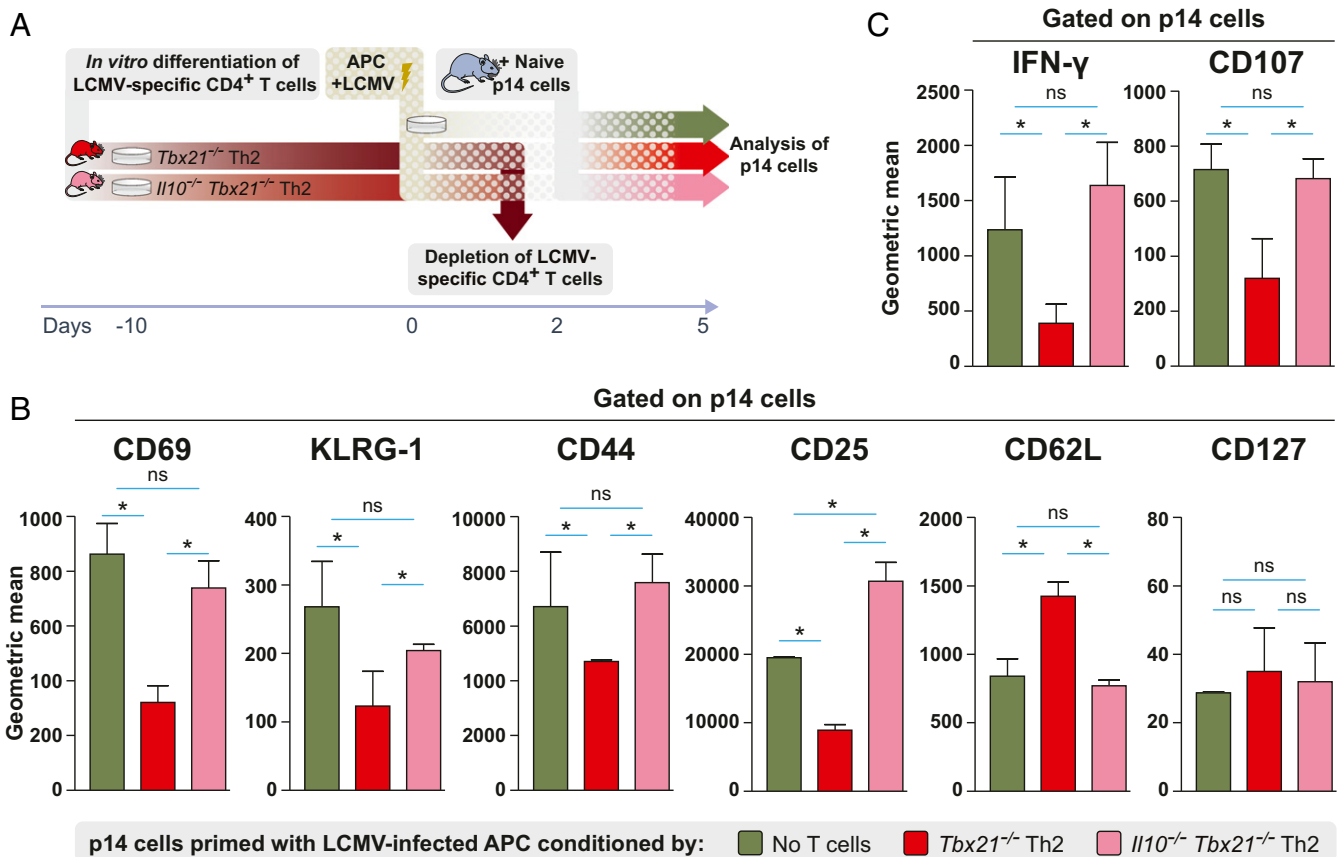 A
In vitro differentiation of
LCMV-specific CD4+ T cells
APC
+LCMV
+ Naive
p14 cells
Tbx21-/- Th2
Il10-/- Tbx21-/- Th2
Analysis of
p14 cells
Depletion of LCMV-
specific CD4+ T cells
Days -10 0 2 5
C
Gated on p14 cells
IFN-γ
Geometric mean
2500
2000
1500
1000
500
0
ns
* *
CD107
1000
800
600
100
200
0
ns
* *
B
Gated on p14 cells
CD69
Geometric mean
1000
800
600
100
200
0
ns
*
*
KLRG-1
400
300
200
100
0
ns
*
*
CD44
10000
8000
6000
1000
2000
0
ns
* *
CD25
40000
30000
20000
10000
0
*
*
*
CD62L
2000
1500
1000
500
0
ns
* *
CD127
80
60
40
20
0
ns
ns ns
p14 cells primed with LCMV-infected APC conditioned by: No T cells Tbx21-/- Th2 Il10-/- Tbx21-/- Th2